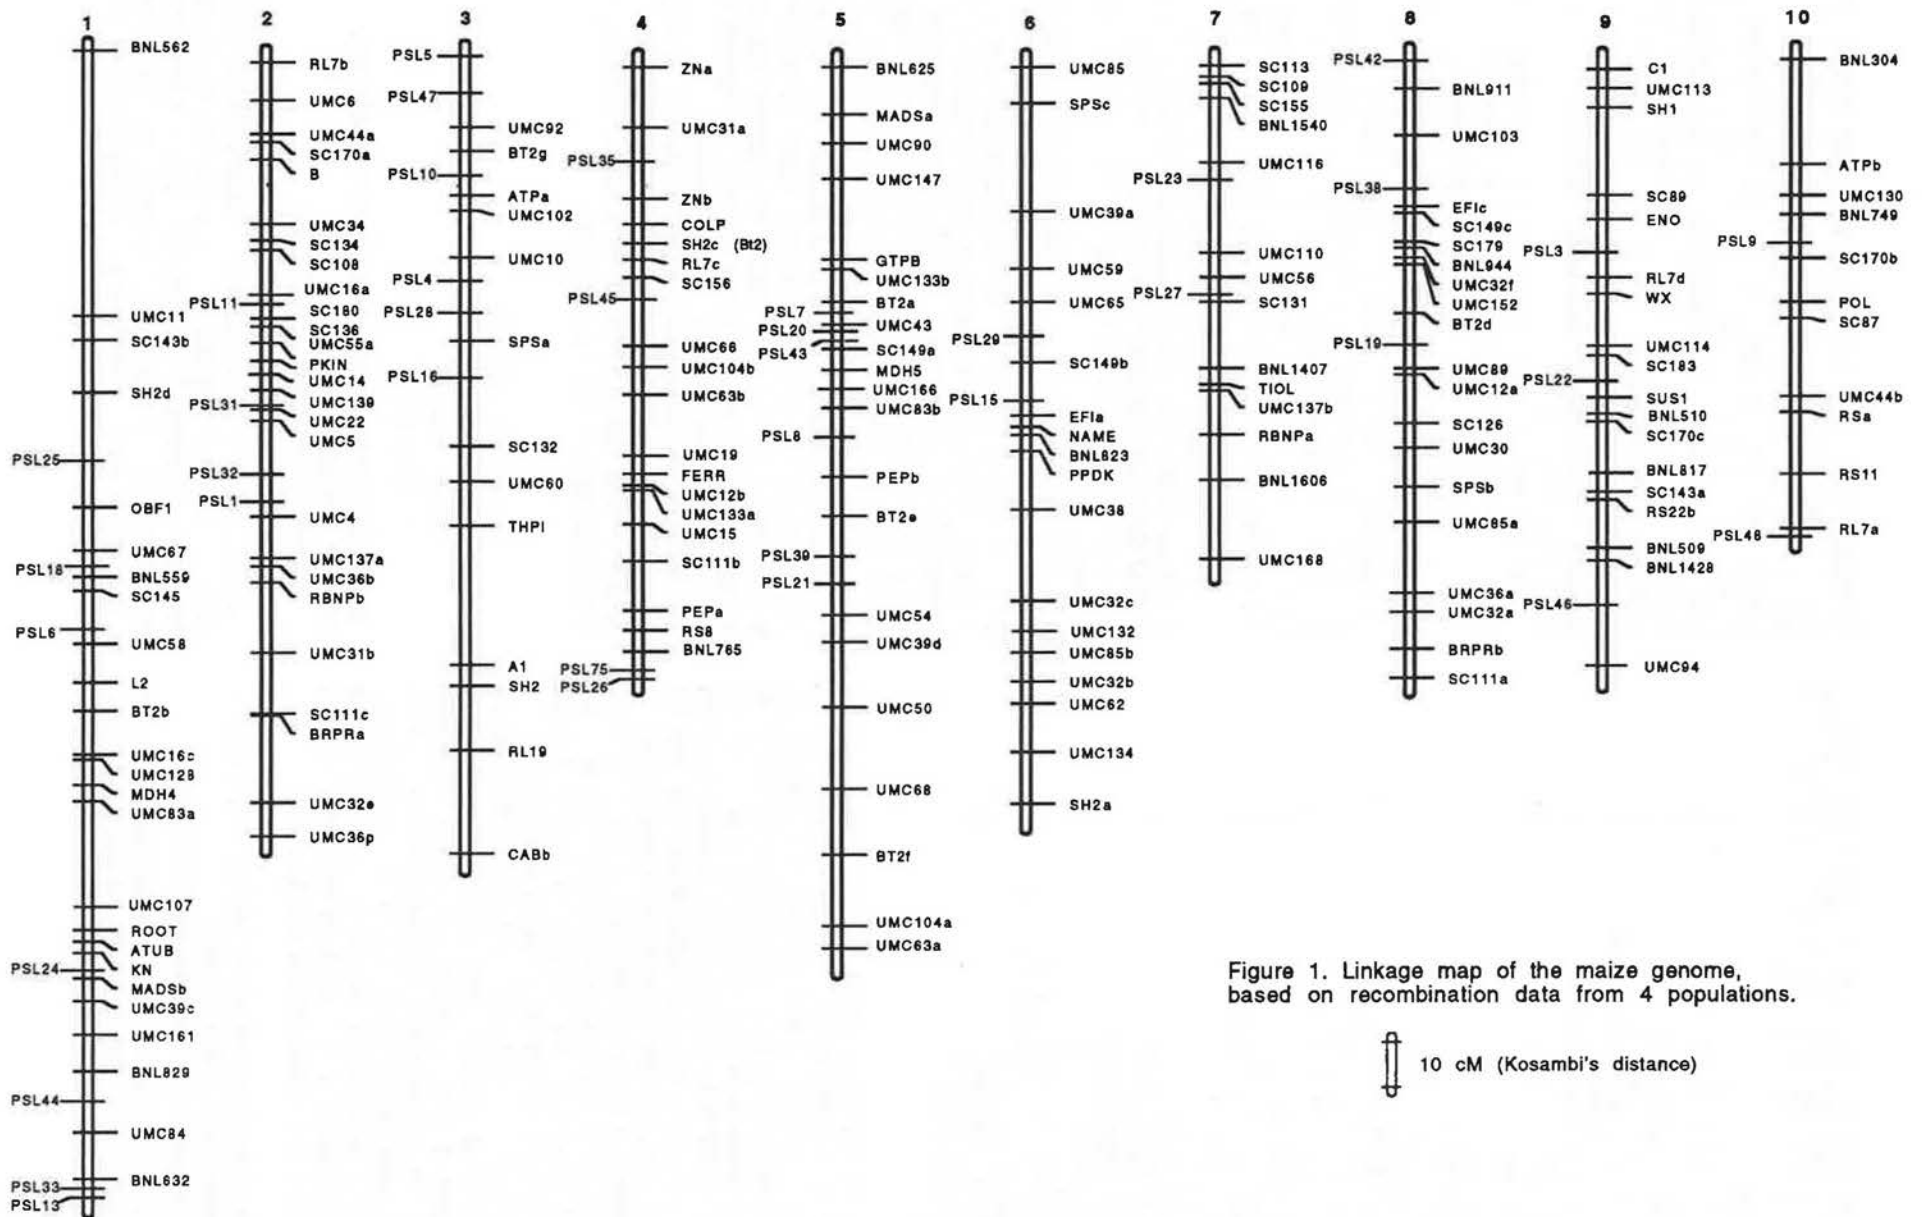 1
BNL562
UMC11
SC143b
SH2d
PSL25
OBF1
UMC67
PSL18
BNL559
SC145
PSL6
UMC58
L2
BT2b
UMC16c
UMC128
MDH4
UMC83a
UMC107
ROOT
ATUB
KN
PSL24
MADSb
UMC39c
UMC161
BNL829
PSL44
UMC84
BNL632
PSL33
PSL13
2
RL7b
UMC6
UMC44a
SC170a
B
UMC34
SC134
SC108
UMC16a
PSL11
SC180
SC136
UMC55a
PKIN
UMC14
UMC139
PSL31
UMC22
UMC5
PSL32
PSL1
UMC4
UMC137a
UMC36b
RBNPb
UMC31b
SC111c
BRPRa
UMC32e
UMC36p
3
PSL5
PSL47
UMC92
BT2g
PSL10
ATPa
UMC102
UMC10
PSL4
PSL28
SPSa
PSL16
SC132
UMC60
THPI
A1
SH2
RL19
CABb
4
ZNa
UMC31a
PSL35
ZNb
COLP
SH2c (Bt2)
RL7c
SC156
PSL45
UMC66
UMC104b
UMC63b
UMC19
FERR
UMC12b
UMC133a
UMC15
SC111b
PEPa
RS8
BNL765
PSL75
PSL26
5
BNL625
MADSa
UMC90
UMC147
GTPB
UMC133b
BT2a
PSL7
UMC43
PSL20
SC149a
PSL43
MDH5
UMC166
UMC83b
PSL8
PEPb
BT2e
PSL39
PSL21
UMC54
UMC39d
UMC50
UMC68
BT2f
UMC104a
UMC63a
6
UMC85
SPSc
UMC39a
UMC59
UMC65
PSL29
SC149b
PSL15
EFIa
NAME
BNL823
PPDK
UMC38
UMC32c
UMC132
UMC85b
UMC32b
UMC62
UMC134
SH2a
7
SC113
SC109
SC155
BNL1540
UMC116
PSL23
UMC110
UMC56
PSL27
SC131
BNL1407
TIOL
UMC137b
RBNPa
BNL1606
UMC168
8
PSL42
BNL911
UMC103
PSL38
EFIc
SC149c
SC179
BNL944
UMC32f
UMC152
BT2d
PSL19
UMC89
UMC12a
SC126
UMC30
SPSb
UMC85a
UMC36a
UMC32a
BRPRb
SC111a
9
C1
UMC113
SH1
SC89
ENO
PSL3
RL7d
WX
UMC114
SC183
PSL22
SUS1
BNL510
SC170c
BNL817
SC143a
RS22b
BNL509
BNL1428
PSL46
UMC94
10
BNL304
ATPb
UMC130
BNL749
PSL9
SC170b
POL
SC87
UMC44b
RSa
RS11
RL7a
PSL48
Figure 1. Linkage map of the maize genome,
based on recombination data from 4 populations.
10 cM (Kosambi's distance)